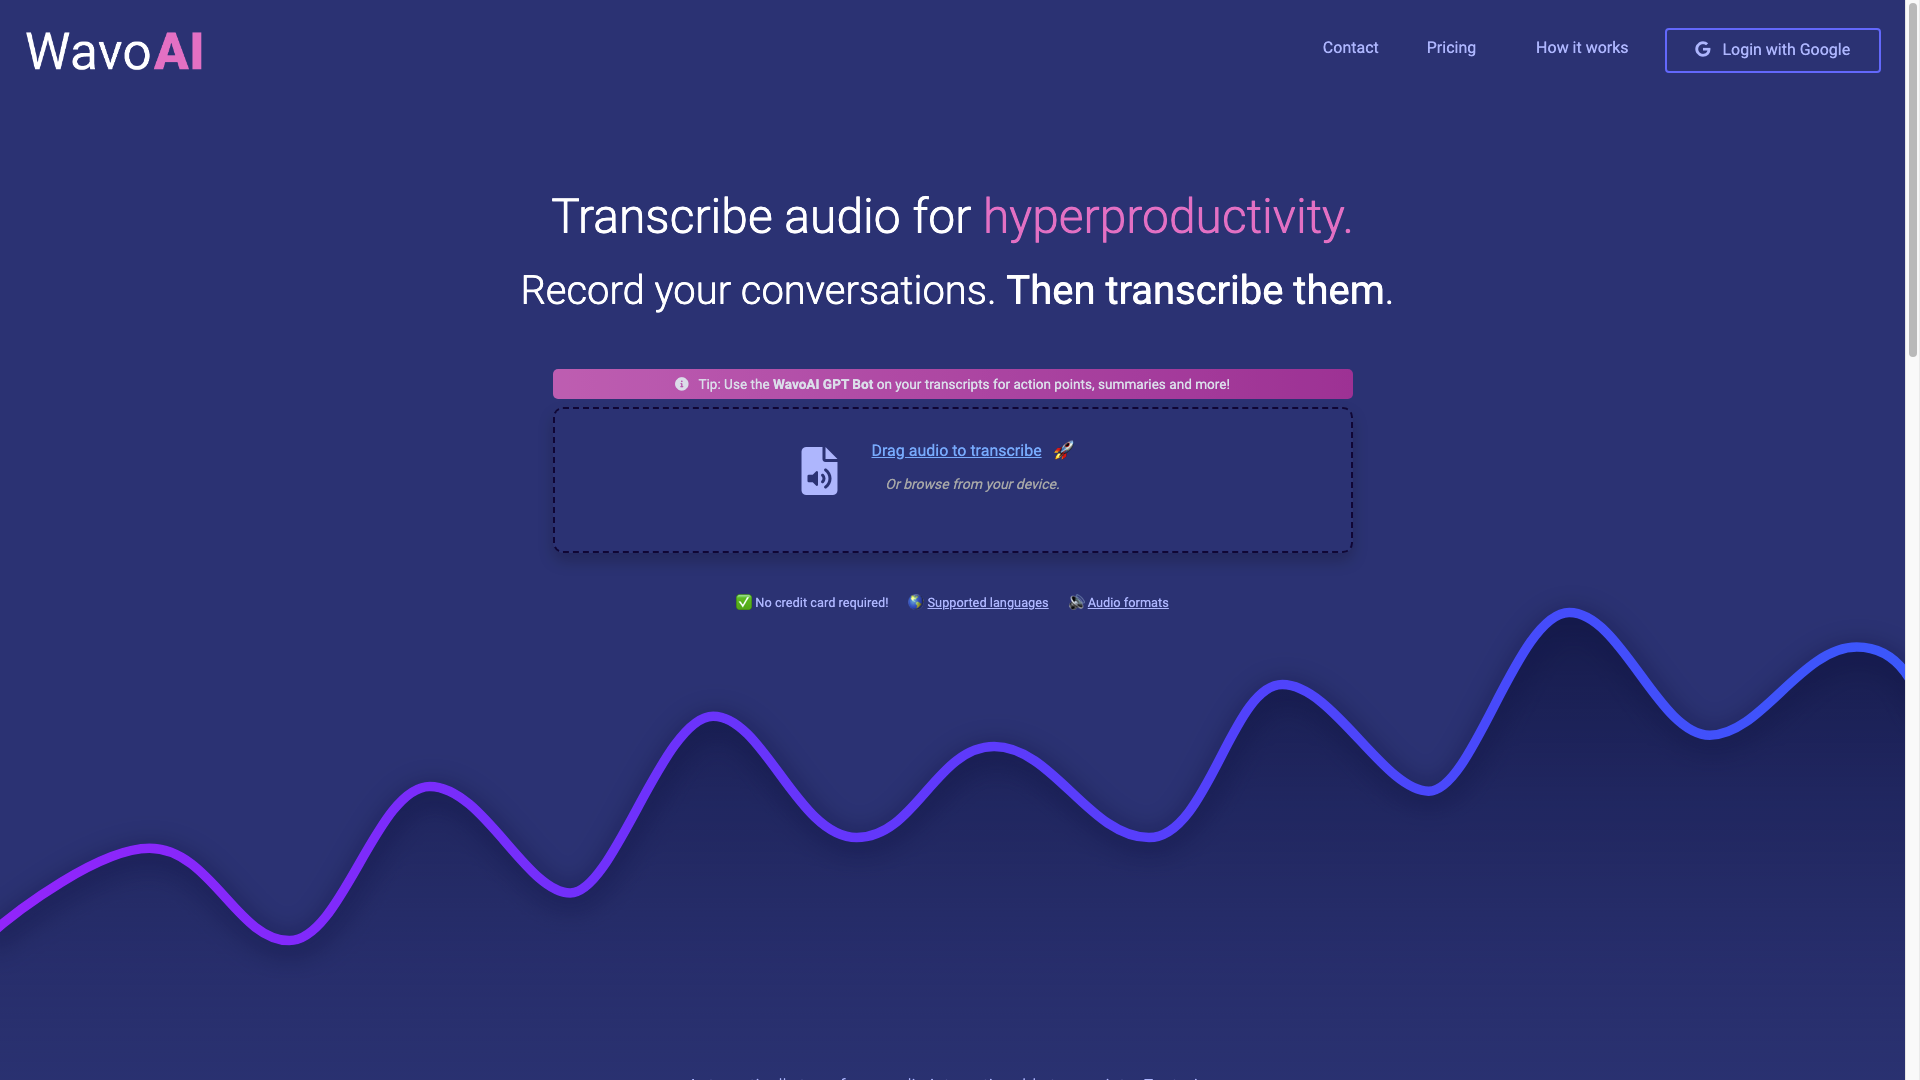 WavoAI
Contact
Pricing
How it works
Login with Google
Transcribe audio for hyperproductivity.
Record your conversations. Then transcribe them.
Tip: Use the WavoAI GPT Bot on your transcripts for action points, summaries and more!
Drag audio to transcribe 🚀
Or browse from your device.
✅ No credit card required!
🌎 Supported languages
🔊 Audio formats